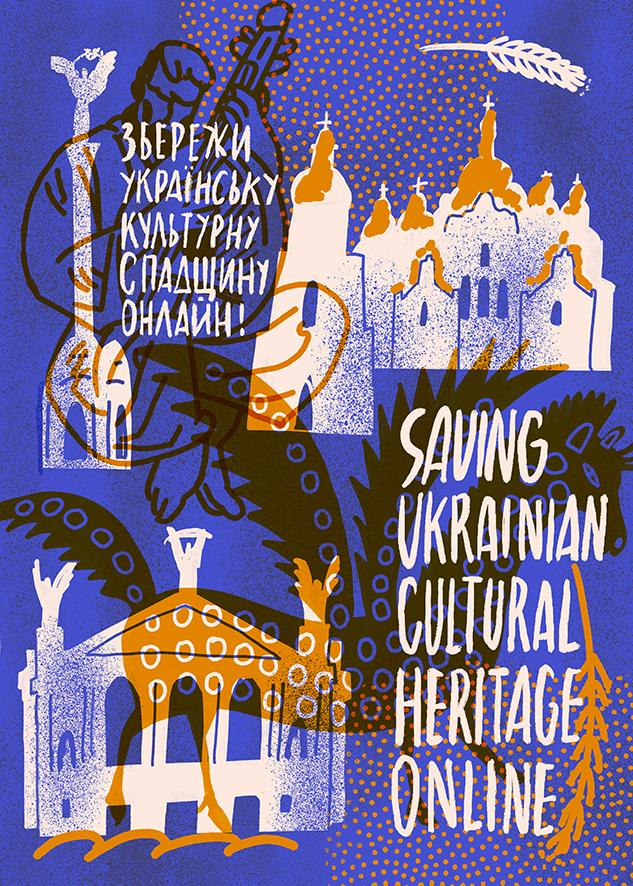 ЗБЕРЕЖИ
УКРАЇНСЬКУ
КУЛЬТУРНУ
СПАДЩИНУ
ОНЛАЙН!
SAVING
UKRAINIAN
CULTURAL
HERITAGE
ONLINE